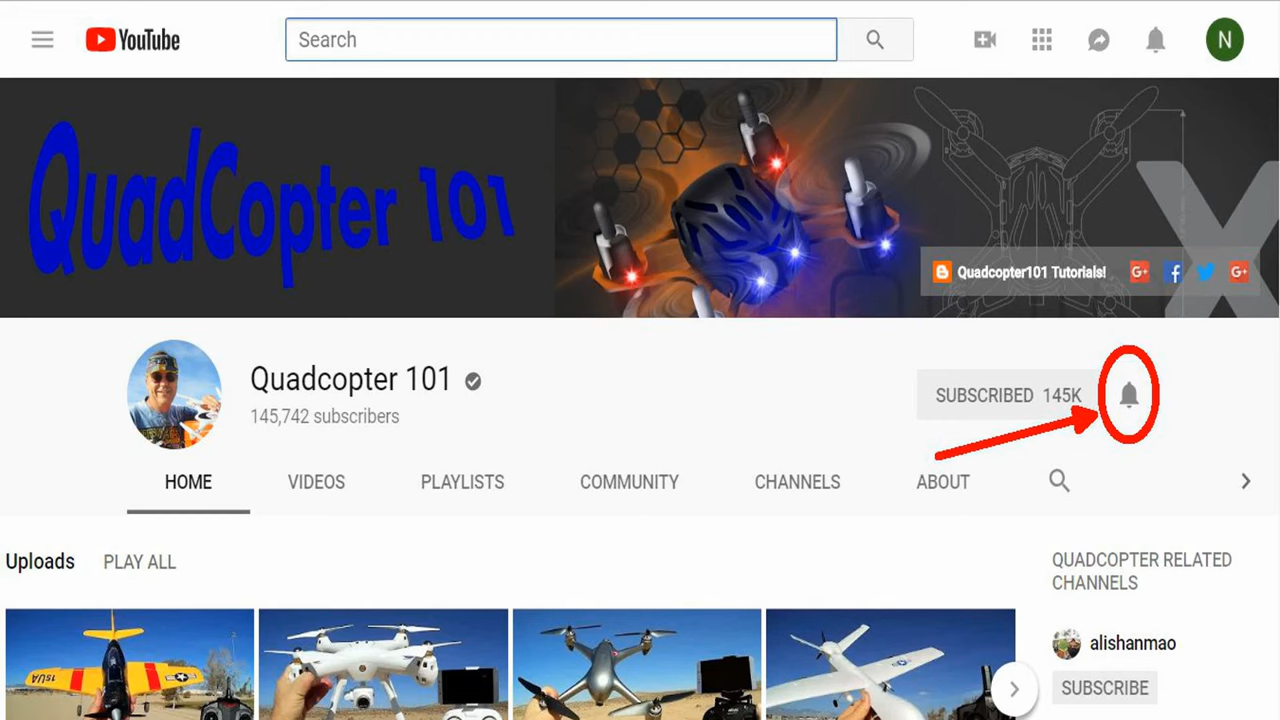 YouTube
Search
N
QuadCopter 101
X
Quadcopter101 Tutorials!
G+
f
G+
Quadcopter 101
145,742 subscribers
SUBSCRIBED 145K
HOME VIDEOS PLAYLISTS COMMUNITY CHANNELS ABOUT
Uploads PLAY ALL
QUADCOPTER RELATED
CHANNELS
15UA
alishanmao
SUBSCRIBE